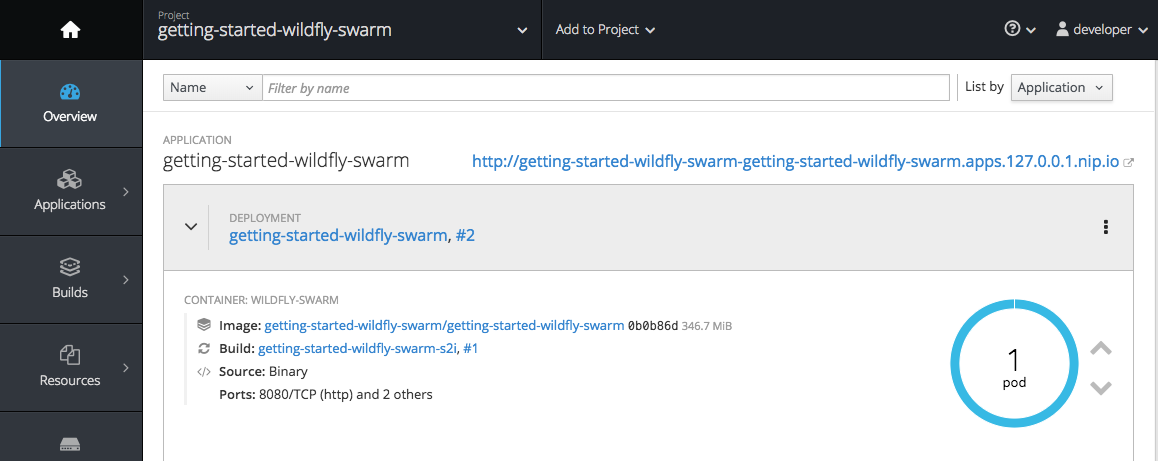 Project
getting-started-wildfly-swarm
Add to Project
developer
Overview
Applications
Builds
Resources
Name
Filter by name
List by
Application
APPLICATION
getting-started-wildfly-swarm
http://getting-started-wildfly-swarm-getting-started-wildfly-swarm.apps.127.0.0.1.nip.io
DEPLOYMENT
getting-started-wildfly-swarm, #2
CONTAINER: WILDFLY-SWARM
Image: getting-started-wildfly-swarm/getting-started-wildfly-swarm 0b0b86d 346.7 MiB
Build: getting-started-wildfly-swarm-s2i, #1
Source: Binary
Ports: 8080/TCP (http) and 2 others
1
pod